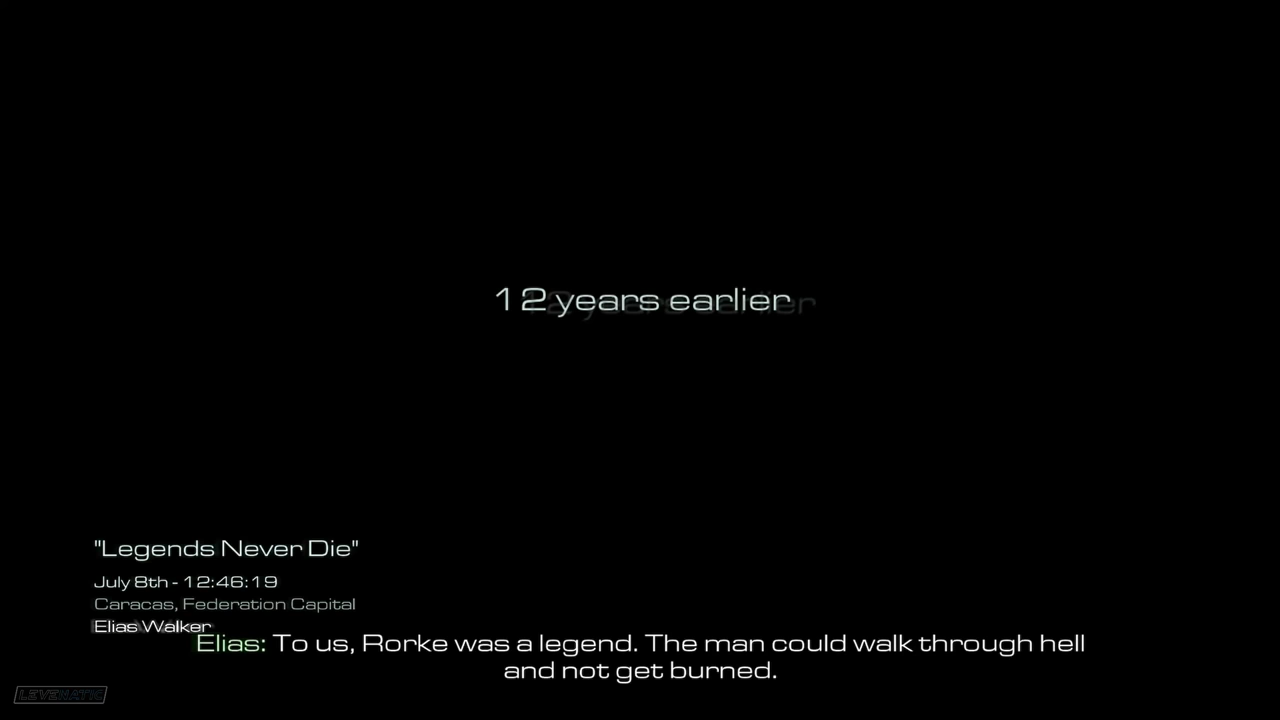 12 years earlier
"Legends Never Die"
July 8th - 12:46:19
Caracas, Federation Capital
Elias Walker
Elias: To us, Rorke was a legend. The man could walk through hell
and not get burned.
LEVENATIC